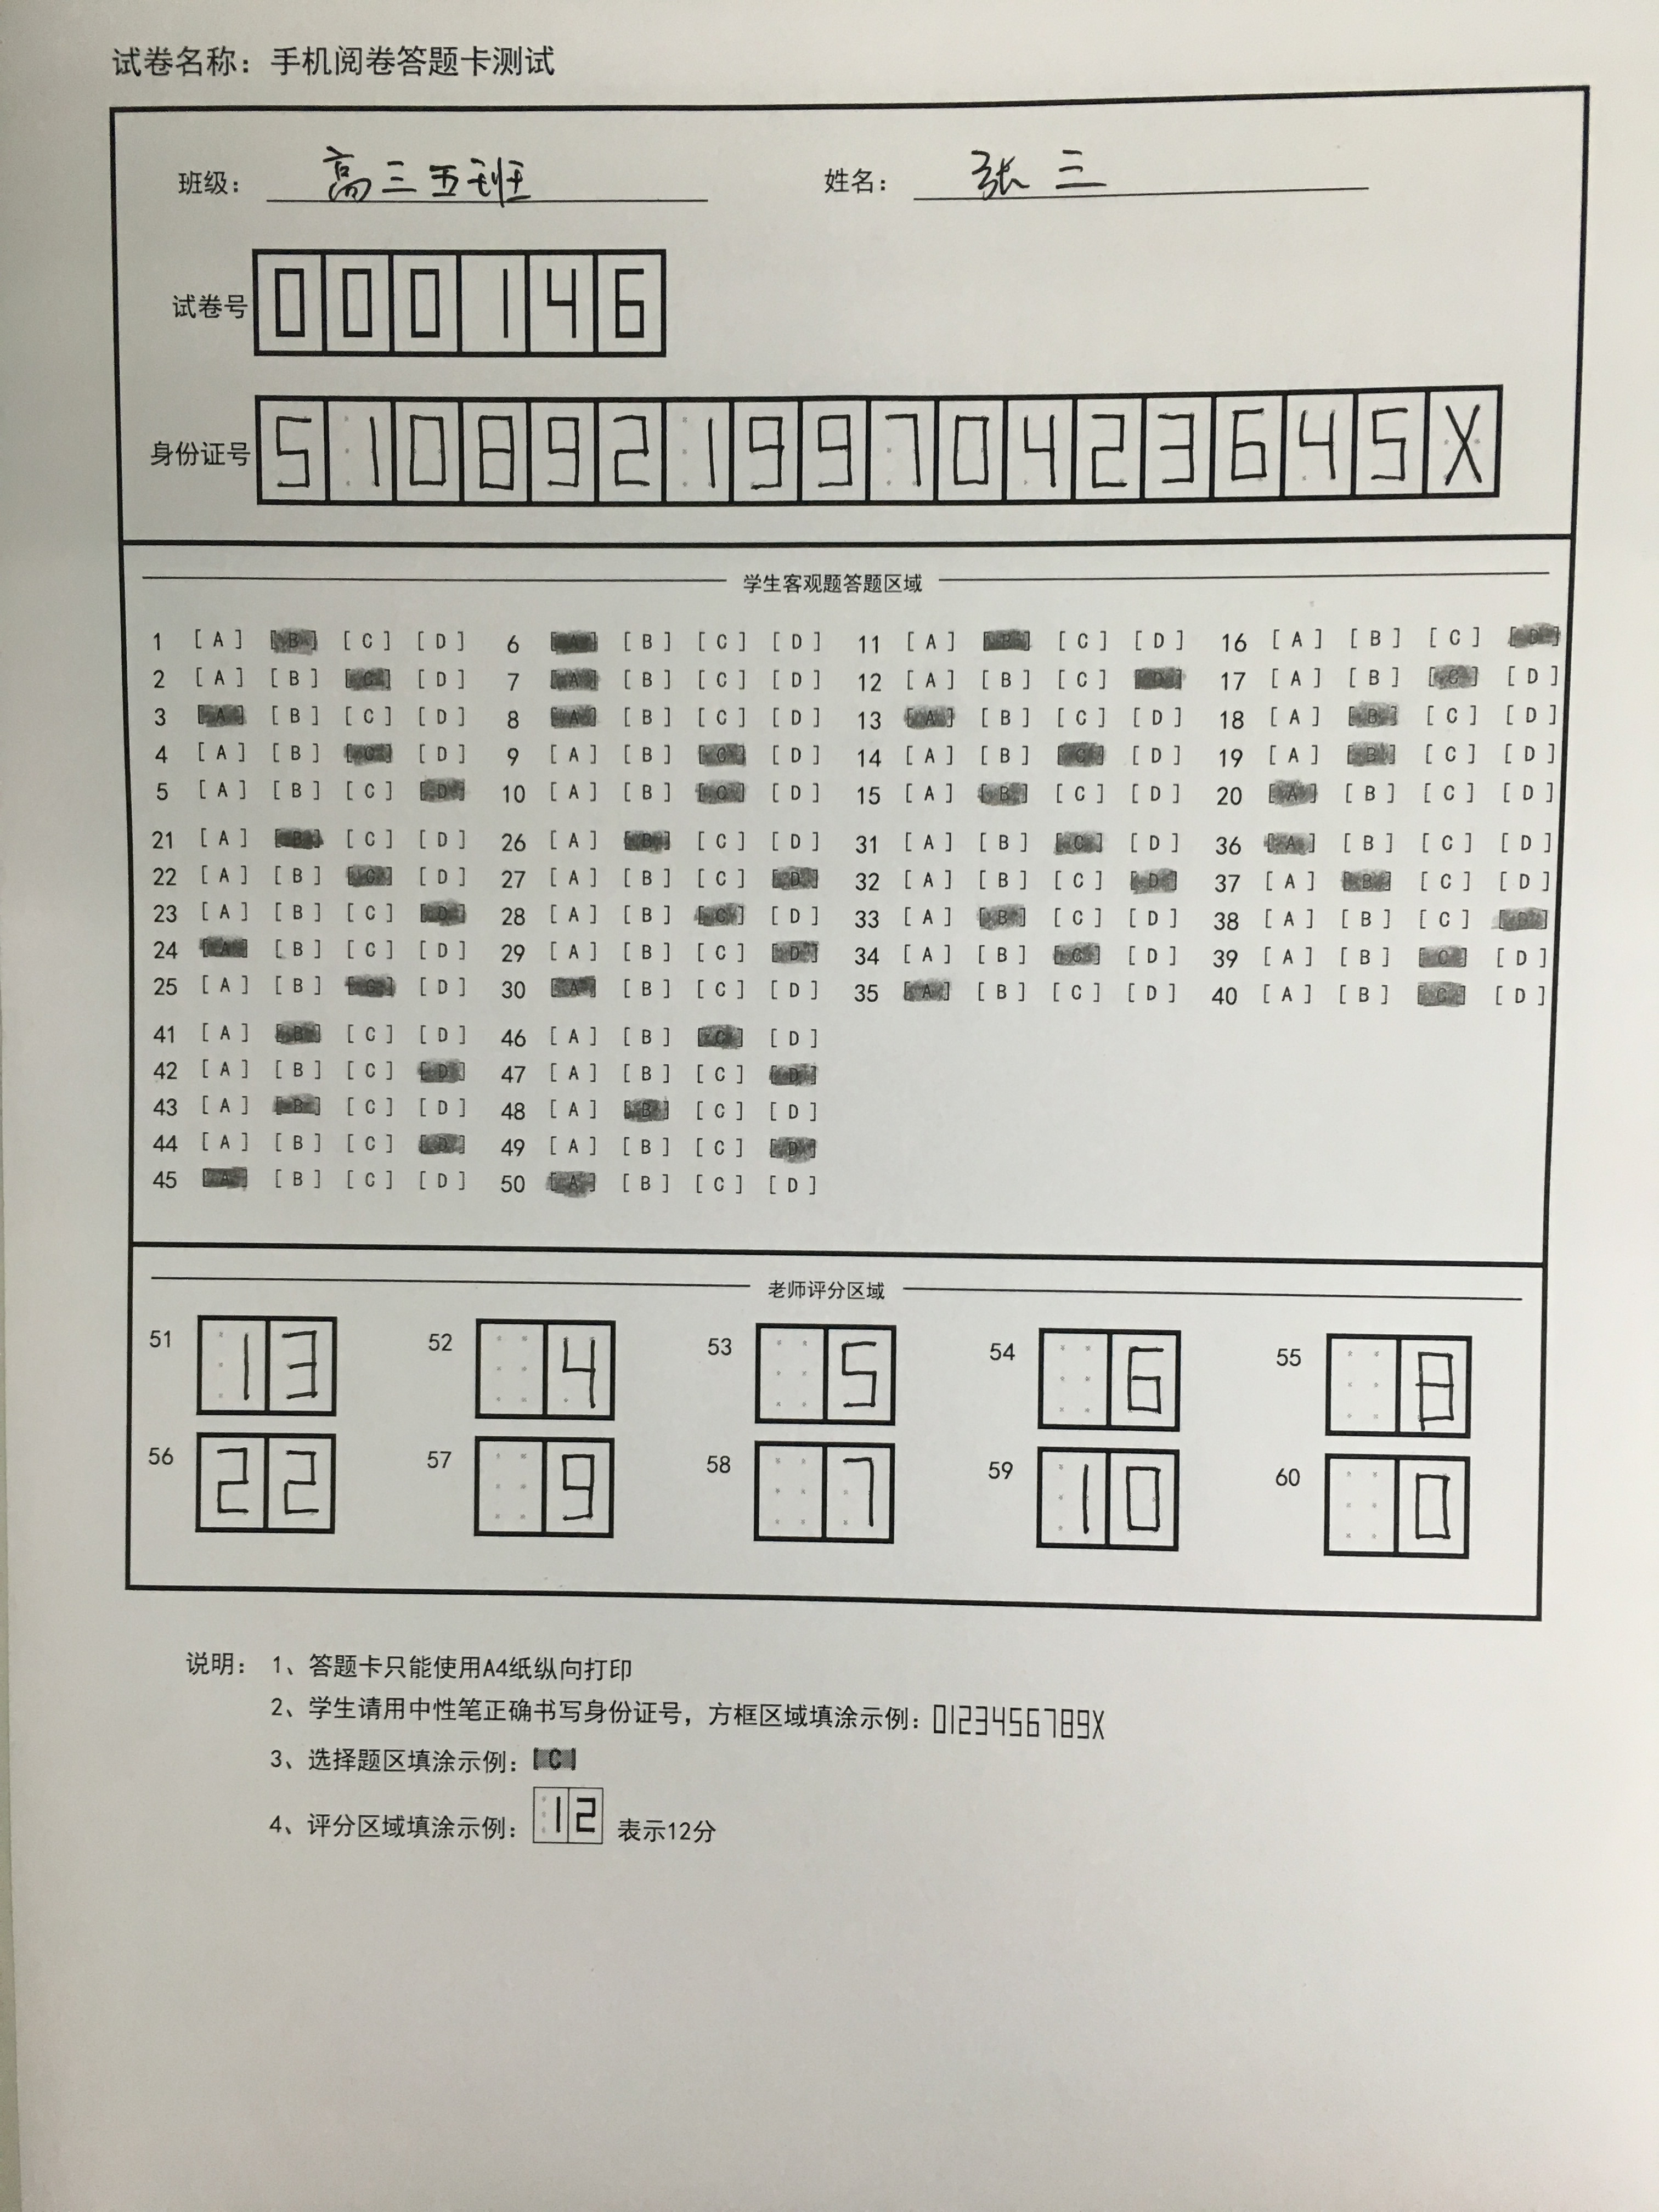 试卷名称：手机阅卷答题卡测试
班级： 高三五班 姓名： 张三
试卷号 000146
身份证号 51089219970423645X
学生客观题答题区域
1 [A] [B] [C] [D] 6 [A] [B] [C] [D] 11 [A] [B] [C] [D] 16 [A] [B] [C] [D]
2 [A] [B] [C] [D] 7 [A] [B] [C] [D] 12 [A] [B] [C] [D] 17 [A] [B] [C] [D]
3 [A] [B] [C] [D] 8 [A] [B] [C] [D] 13 [A] [B] [C] [D] 18 [A] [B] [C] [D]
4 [A] [B] [C] [D] 9 [A] [B] [C] [D] 14 [A] [B] [C] [D] 19 [A] [B] [C] [D]
5 [A] [B] [C] [D] 10 [A] [B] [C] [D] 15 [A] [B] [C] [D] 20 [A] [B] [C] [D]
21 [A] [B] [C] [D] 26 [A] [B] [C] [D] 31 [A] [B] [C] [D] 36 [A] [B] [C] [D]
22 [A] [B] [C] [D] 27 [A] [B] [C] [D] 32 [A] [B] [C] [D] 37 [A] [B] [C] [D]
23 [A] [B] [C] [D] 28 [A] [B] [C] [D] 33 [A] [B] [C] [D] 38 [A] [B] [C] [D]
24 [A] [B] [C] [D] 29 [A] [B] [C] [D] 34 [A] [B] [C] [D] 39 [A] [B] [C] [D]
25 [A] [B] [C] [D] 30 [A] [B] [C] [D] 35 [A] [B] [C] [D] 40 [A] [B] [C] [D]
41 [A] [B] [C] [D] 46 [A] [B] [C] [D]
42 [A] [B] [C] [D] 47 [A] [B] [C] [D]
43 [A] [B] [C] [D] 48 [A] [B] [C] [D]
44 [A] [B] [C] [D] 49 [A] [B] [C] [D]
45 [A] [B] [C] [D] 50 [A] [B] [C] [D]
老师评分区域
51 13 52 4 53 5 54 6 55 8
56 22 57 9 58 7 59 10 60 0
说明： 1、答题卡只能使用A4纸纵向打印
2、学生请用中性笔正确书写身份证号，方框区域填涂示例：0123456789X
3、选择题区填涂示例：[C]
4、评分区域填涂示例：12 表示12分